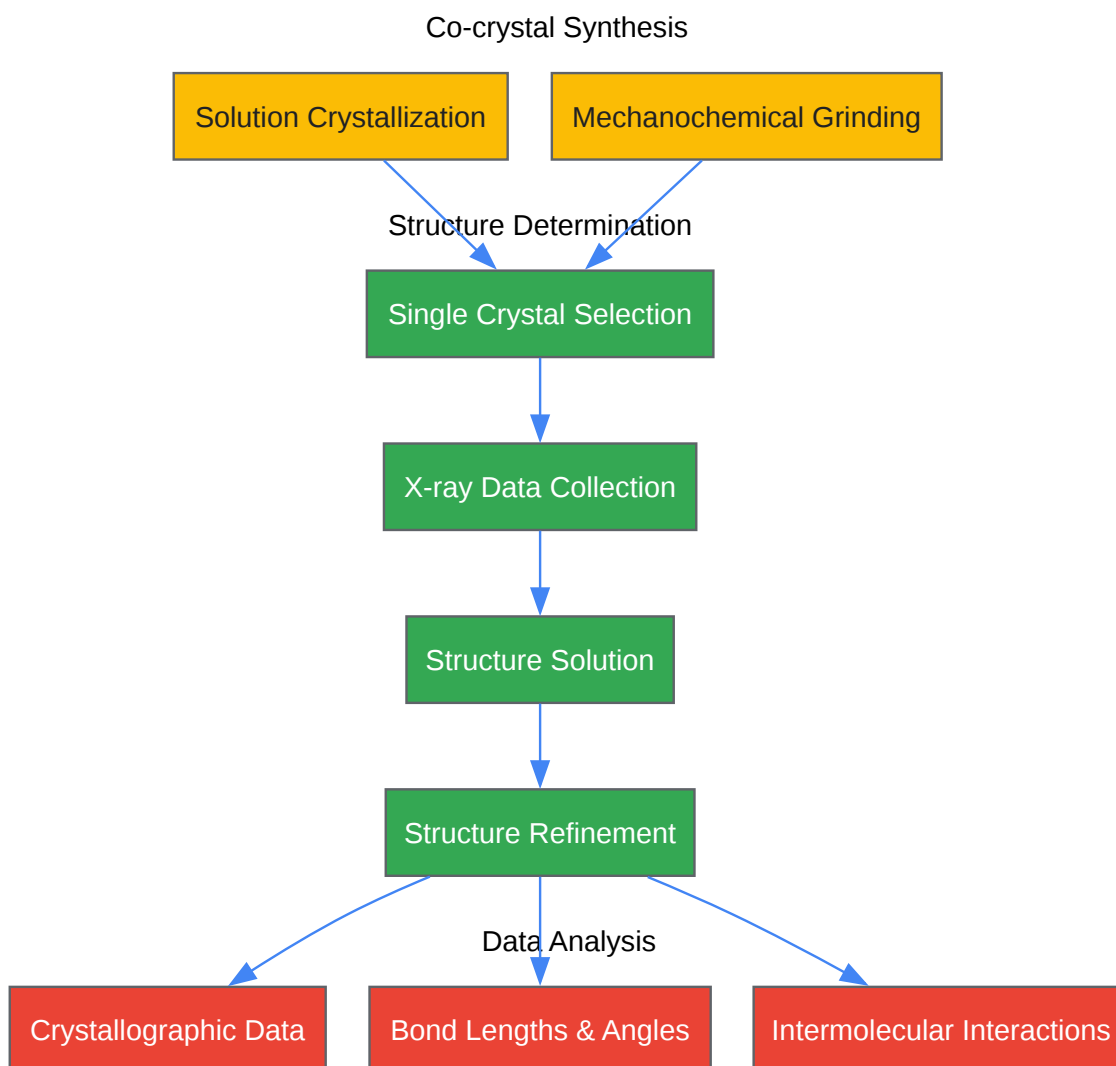 Co-crystal Synthesis
Solution Crystallization
Mechanochemical Grinding
Structure Determination
Single Crystal Selection
X-ray Data Collection
Structure Solution
Structure Refinement
Data Analysis
Crystallographic Data
Bond Lengths & Angles
Intermolecular Interactions